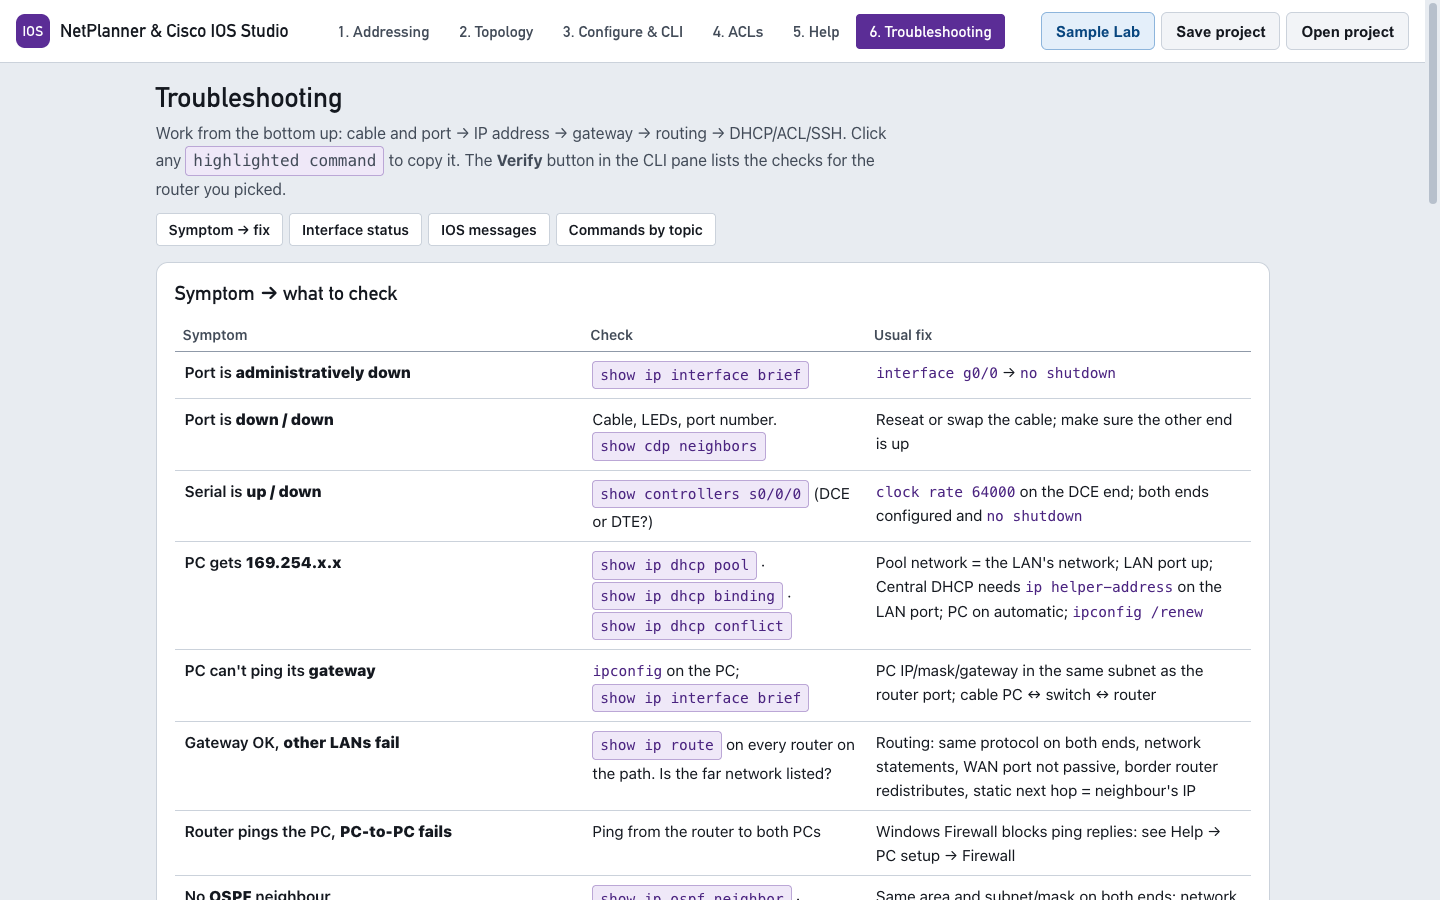 IOS NetPlanner & Cisco IOS Studio 1. Addressing 2. Topology 3. Configure & CLI 4. ACLs 5. Help 6. Troubleshooting Sample Lab Save project Open project
Troubleshooting
Work from the bottom up: cable and port → IP address → gateway → routing → DHCP/ACL/SSH. Click
any highlighted command to copy it. The Verify button in the CLI pane lists the checks for the
router you picked.
Symptom → fix Interface status IOS messages Commands by topic
Symptom → what to check
Symptom Check Usual fix
Port is administratively down show ip interface brief interface g0/0 → no shutdown
Port is down / down
Cable, LEDs, port number.
show cdp neighbors
Reseat or swap the cable; make sure the other end
is up
Serial is up / down
show controllers s0/0/0 (DCE
or DTE?)
clock rate 64000 on the DCE end; both ends
configured and no shutdown
PC gets 169.254.x.x
show ip dhcp pool ·
show ip dhcp binding ·
show ip dhcp conflict
Pool network = the LAN's network; LAN port up;
Central DHCP needs ip helper-address on the
LAN port; PC on automatic; ipconfig /renew
PC can't ping its gateway
ipconfig on the PC;
show ip interface brief
PC IP/mask/gateway in the same subnet as the
router port; cable PC ↔ switch ↔ router
Gateway OK, other LANs fail
show ip route on every router on
the path. Is the far network listed?
Routing: same protocol on both ends, network
statements, WAN port not passive, border router
redistributes, static next hop = neighbour's IP
Router pings the PC, PC-to-PC fails
Ping from the router to both PCs
Windows Firewall blocks ping replies: see Help →
PC setup → Firewall
No OSPF neighbour
show ip ospf neighbor ·
Same area and subnet/mask on both ends; network